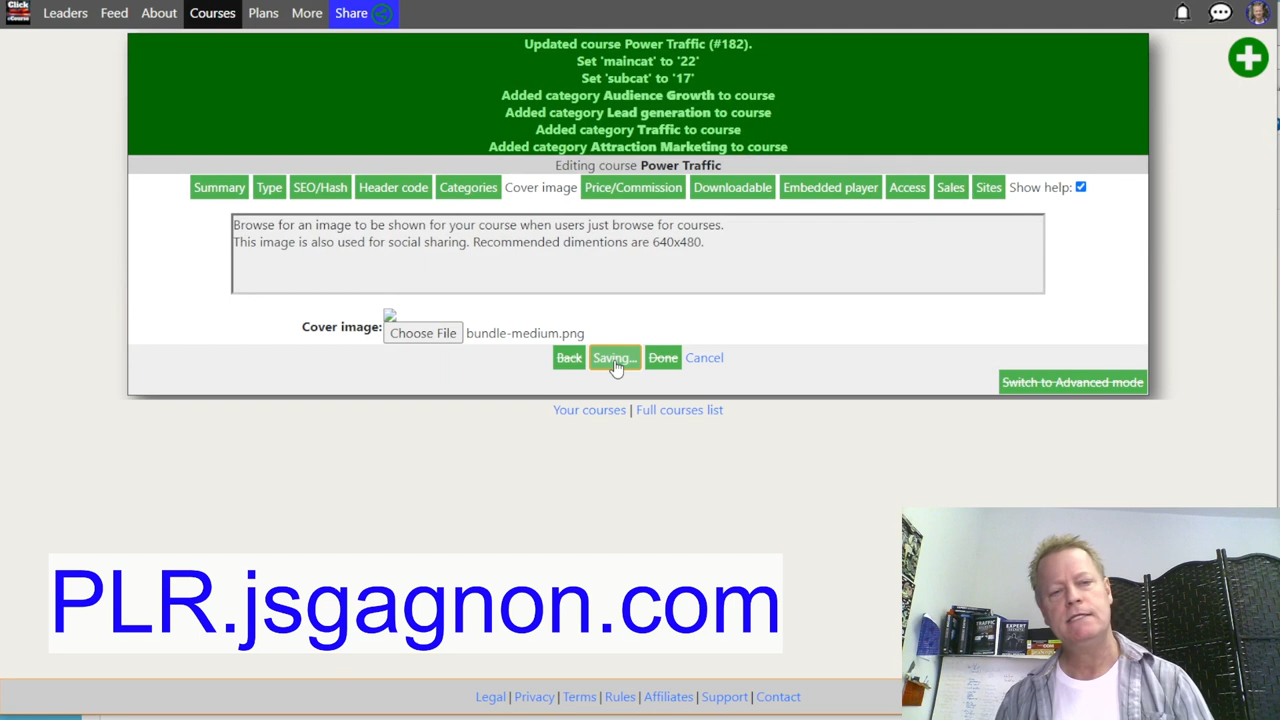 Click
eCourse
Leaders Feed About Courses Plans More Share
Updated course Power Traffic (#182).
Set 'maincat' to '22'
Set 'subcat' to '17'
Added category Audience Growth to course
Added category Lead generation to course
Added category Traffic to course
Added category Attraction Marketing to course
Editing course Power Traffic
Summary Type SEO/Hash Header code Categories Cover image Price/Commission Downloadable Embedded player Access Sales Sites Show help:
Browse for an image to be shown for your course when users just browse for courses.
This image is also used for social sharing. Recommended dimentions are 640x480.
Cover image:
Choose File bundle-medium.png
Back Saving... Done Cancel
Switch to Advanced mode
Your courses | Full courses list
PLR.jsgagnon.com
TRAFFIC
EXPERT
Legal | Privacy | Terms | Rules | Affiliates | Support | Contact